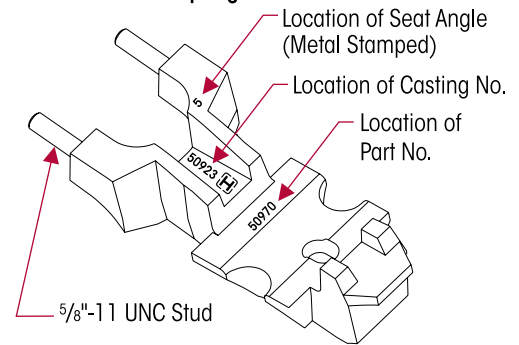 Location of Seat Angle
(Metal Stamped)
5
Location of Casting No.
50923 H
Location of
Part No.
50970
5/8"-11 UNC Stud